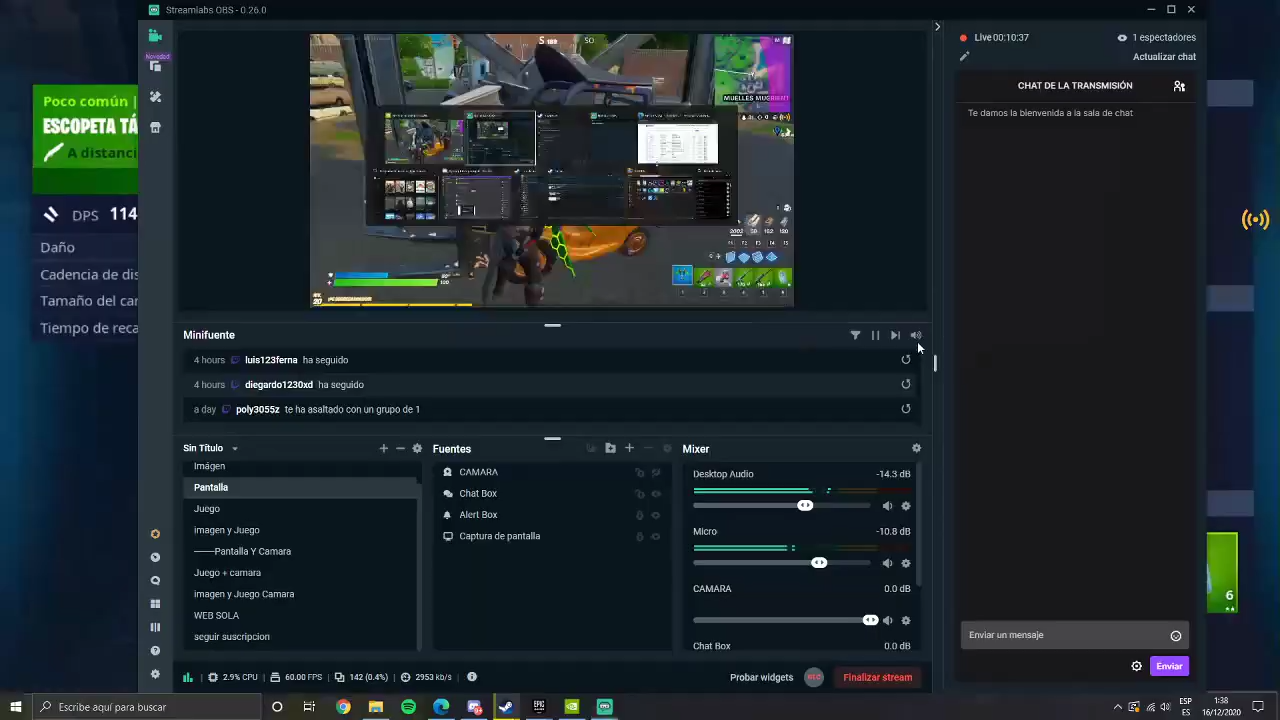 Streamlabs OBS - 0.26.0
Novedad
Poco común |
ESCOPETA TÁ
A distanci
DPS 114
Daño
Cadencia de dis
Tamaño del car
Tiempo de reca
MUELLES MUGRIENT
100
Live 00:10:37
1 espectadores
Actualizar chat
CHAT DE LA TRANSMISIÓN
Te damos la bienvenida a la sala de chat
Minifuente
4 hours luis123ferna ha seguido
4 hours diegardo1230xd ha seguido
a day poly3055z te ha asaltado con un grupo de 1
Sin Título
Imágen
Pantalla
Juego
imagen y Juego
-----Pantalla Y Camara
Juego + camara
imagen y Juego Camara
WEB SOLA
seguir suscripcion
Fuentes
CAMARA
Chat Box
Alert Box
Captura de pantalla
Mixer
Desktop Audio -14.3 dB
Micro -10.8 dB
CAMARA 0.0 dB
Chat Box 0.0 dB
2.9% CPU
60.00 FPS
142 (0.4%)
2953 kb/s
Probar widgets
Finalizar stream
Enviar un mensaje
Enviar
6
Escribe aquí para buscar
ESP
ES
1:38
16/12/2020